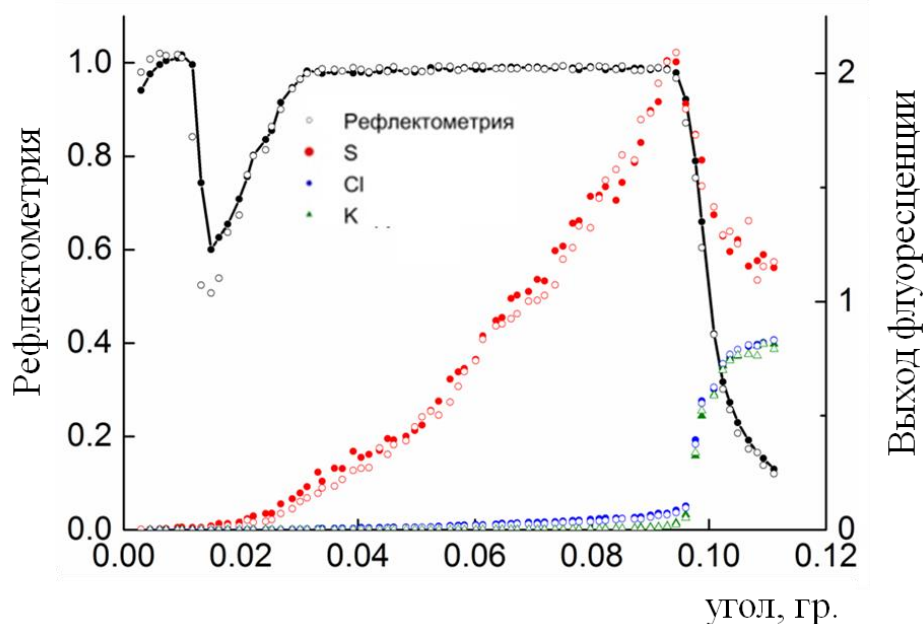 Рефлектометрия
1.0
0.8
0.6
0.4
0.2
0.0
0.00 0.02 0.04 0.06 0.08 0.10 0.12
угол, гр.
Рефлектометрия
S
Cl
K
2
1
0
Выход флуоресценции